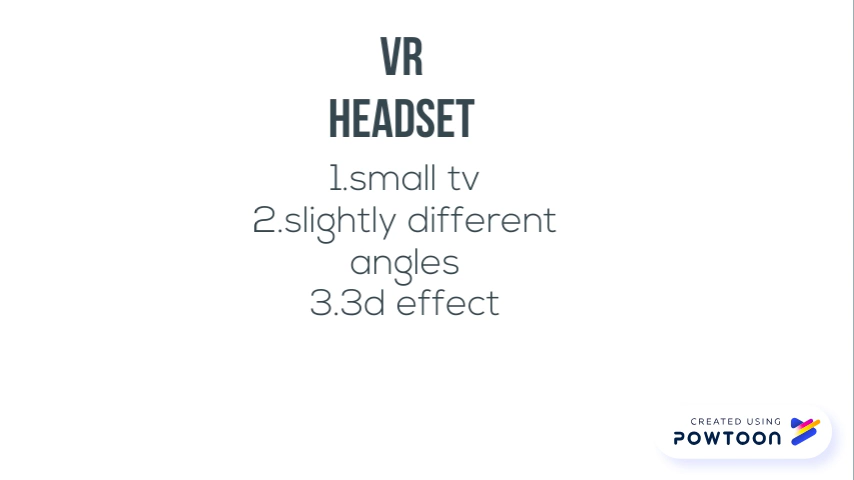 VR
HEADSET
1.small tv
2.slightly different
angles
3.3d effect
CREATED USING
POWTOON